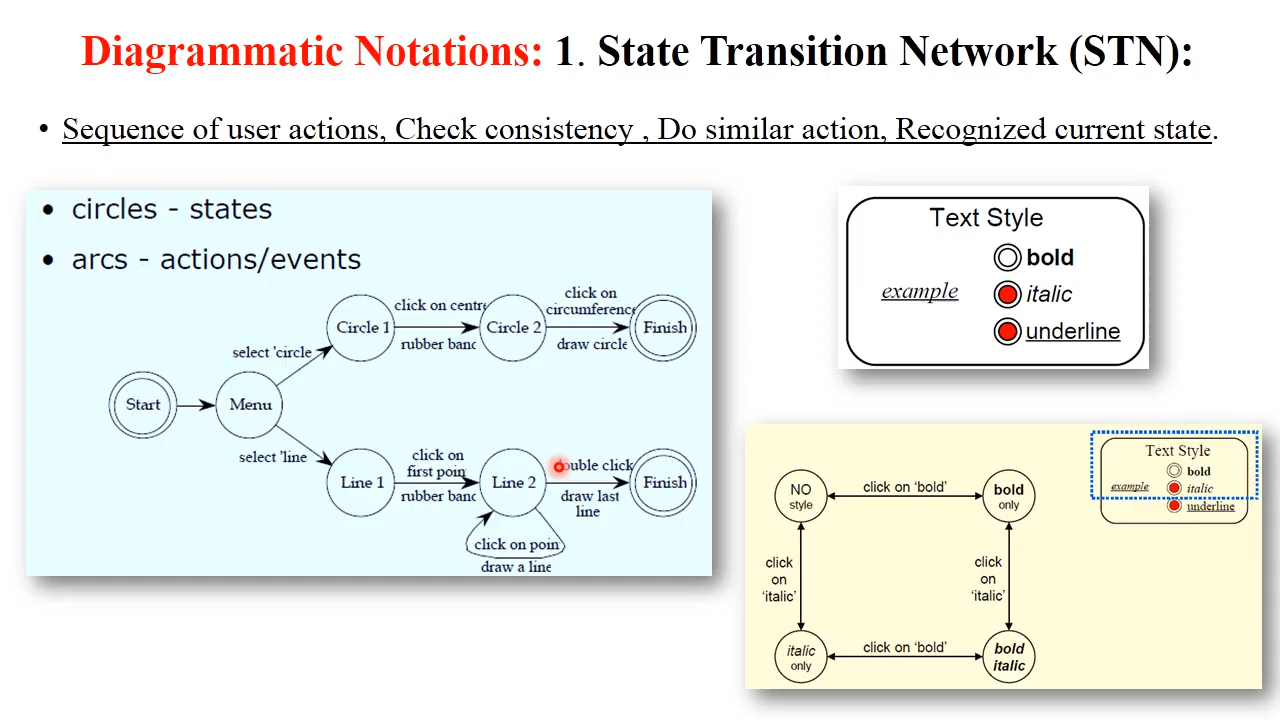 Diagrammatic Notations: 1. State Transition Network (STN):
• Sequence of user actions, Check consistency , Do similar action, Recognized current state.
• circles - states
• arcs - actions/events
click on centre
rubber band
click on
circumference
draw circle
Circle 1
Circle 2
Finish
select 'circle
Start
Menu
select 'line
Line 1
click on
first poin
rubber band
Line 2
double click
draw last
line
Finish
click on poin
draw a line
Text Style
example
bold
italic
underline
Text Style
example
bold
italic
underline
NO
style
click on 'bold'
bold
only
click
on
'italic'
click
on
'italic'
italic
only
click on 'bold'
bold
italic